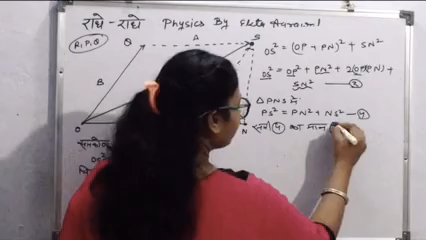 राधे - राधे Physics By Ekta Agrawal
R, P, Q
Q A S
B
O N
OS² = (OP + PN)² + SN²
OS² = OP² + PN² + 2(OP)(PN) +
SN² — ③
△ PNS में
PS² = PN² + NS² — ④
समी ④ का मान